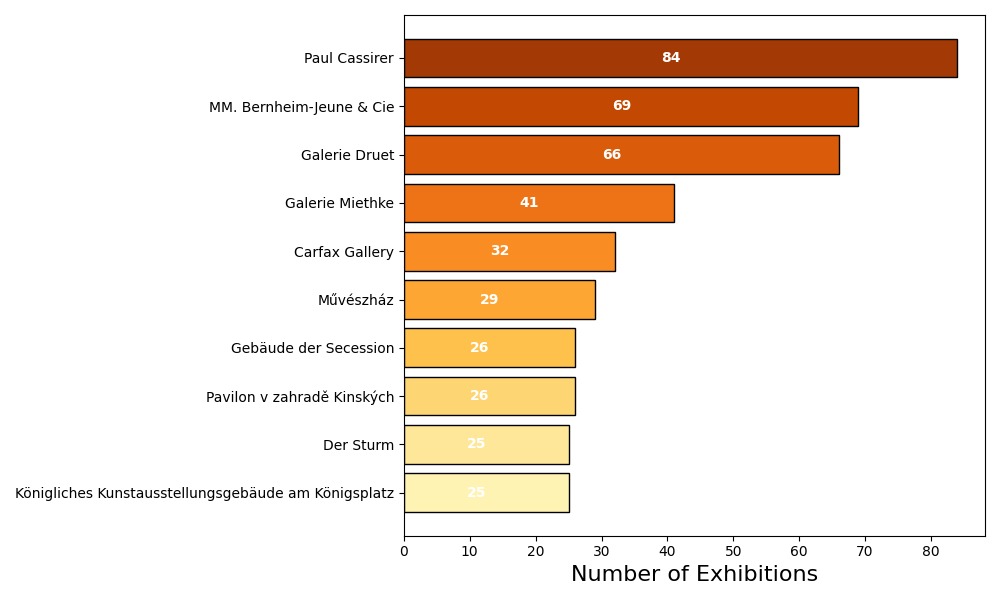 Paul Cassirer 84
MM. Bernheim-Jeune & Cie 69
Galerie Druet 66
Galerie Miethke 41
Carfax Gallery 32
Művészház 29
Gebäude der Secession 26
Pavilon v zahradě Kinských 26
Der Sturm 25
Königliches Kunstausstellungsgebäude am Königsplatz 25
0 10 20 30 40 50 60 70 80
Number of Exhibitions